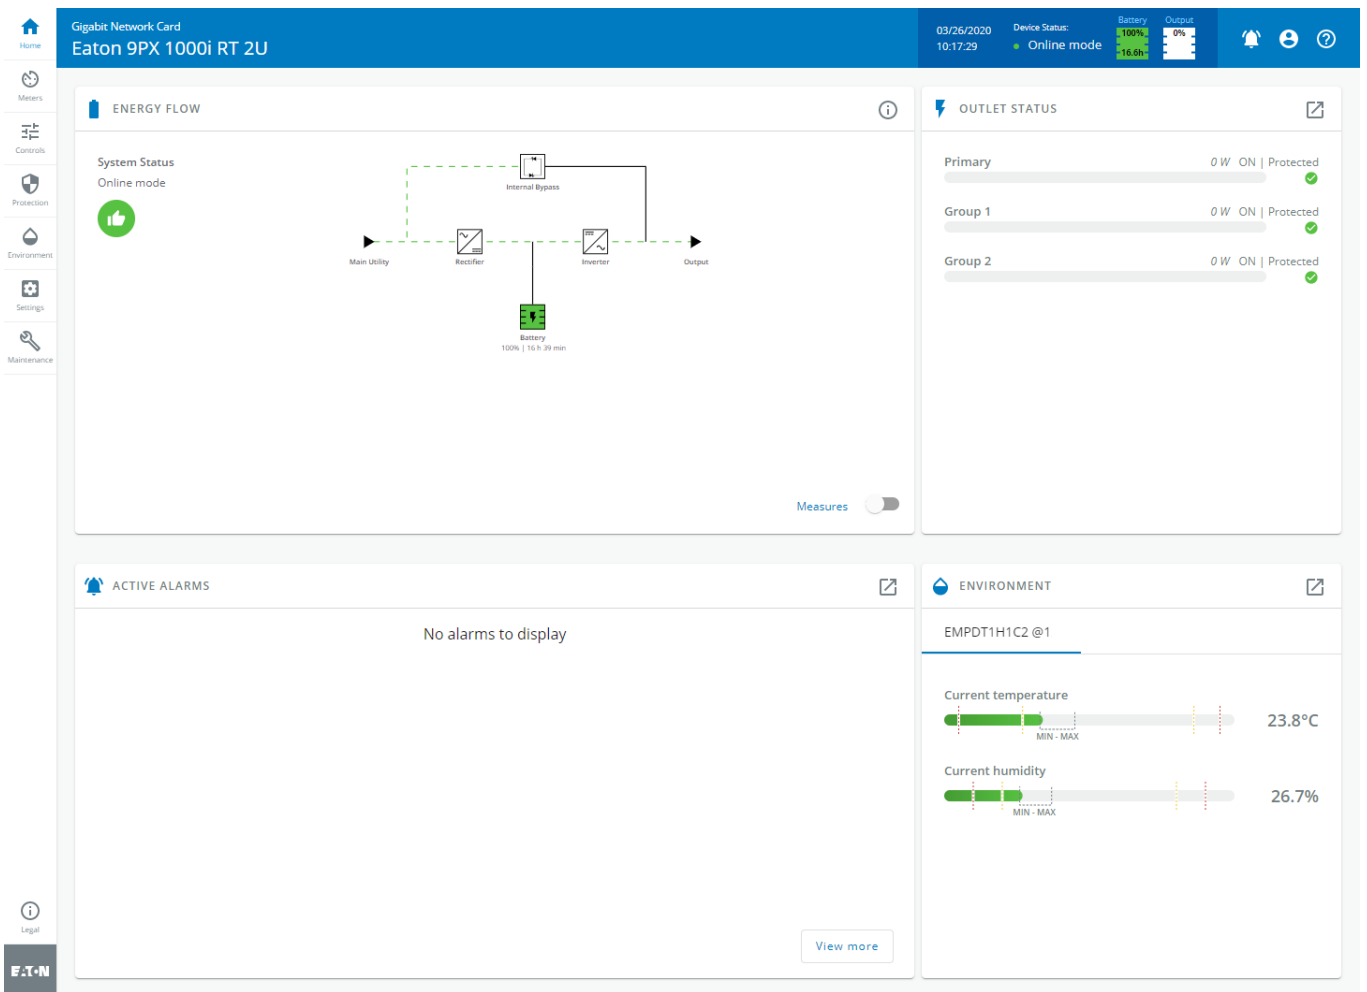 Gigabit Network Card
Eaton 9PX 1000i RT 2U
03/26/2020
10:17:29
Device Status:
Online mode
Battery
100%
16.6h
Output
0%
Home
Meters
Controls
Protection
Environment
Settings
Maintenance
Legal
EATON
ENERGY FLOW
System Status
Online mode
Internal Bypass
Main Utility
Rectifier
Inverter
Output
Battery
100% | 16 h 39 min
Measures
OUTLET STATUS
Primary 0 W ON | Protected
Group 1 0 W ON | Protected
Group 2 0 W ON | Protected
ACTIVE ALARMS
No alarms to display
View more
ENVIRONMENT
EMPDT1H1C2 @1
Current temperature
23.8°C
MIN - MAX
Current humidity
26.7%
MIN - MAX